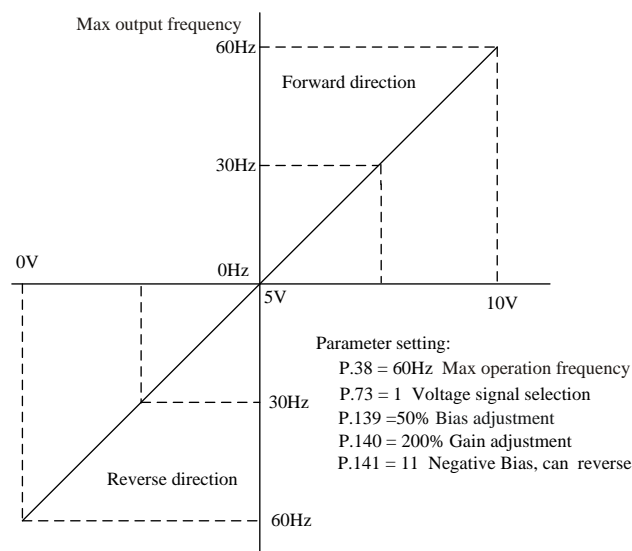 Max output frequency
60Hz
Forward direction
30Hz
0V
0Hz
5V
10V
Parameter setting:
P.38 = 60Hz Max operation frequency
P.73 = 1 Voltage signal selection
P.139 =50% Bias adjustment
30Hz
P.140 = 200% Gain adjustment
P.141 = 11 Negative Bias, can reverse
Reverse direction
60Hz